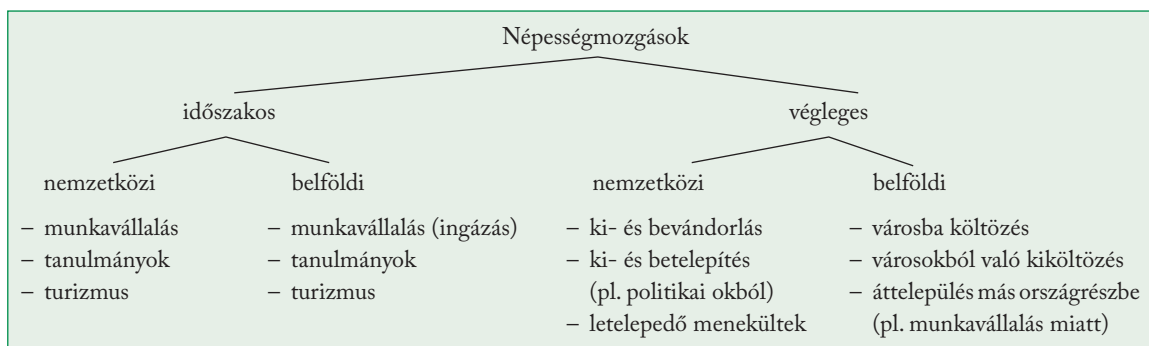 Népességmozgások
időszakos
végleges
nemzetközi
– munkavállalás
– tanulmányok
– turizmus
belföldi
– munkavállalás (ingázás)
– tanulmányok
– turizmus
nemzetközi
– ki- és bevándorlás
– ki- és betelepítés
(pl. politikai okból)
– letelepedő menekültek
belföldi
– városba költözés
– városokból való kiköltözés
– áttelepülés más országrészbe
(pl. munkavállalás miatt)